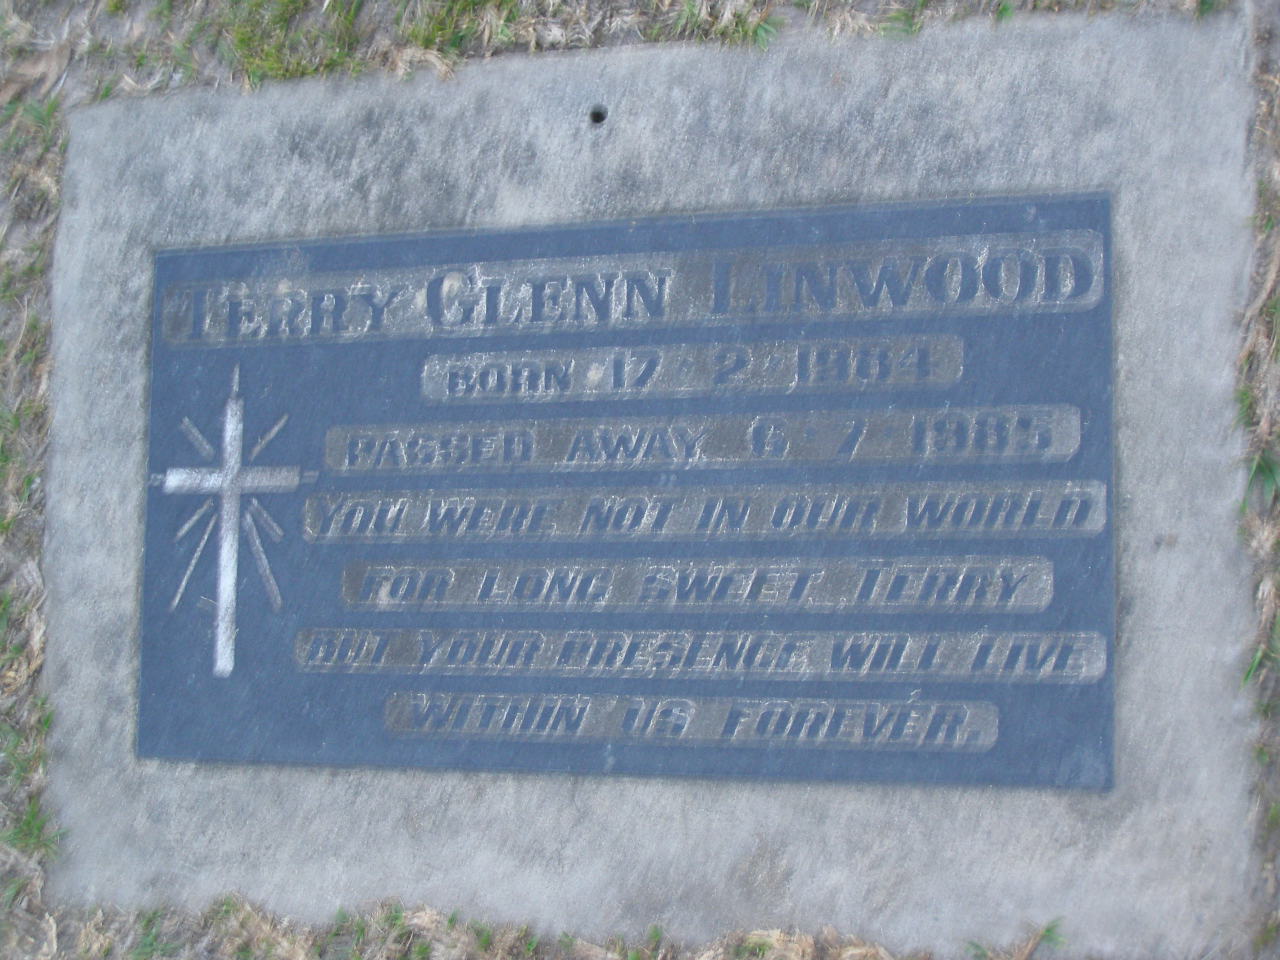 TERRY GLENN LINWOOD
BORN 17·2·1984
PASSED AWAY 6·7·1985
YOU WERE NOT IN OUR WORLD
FOR LONG SWEET TERRY
BUT YOUR PRESENCE WILL LIVE
WITHIN US FOREVER.